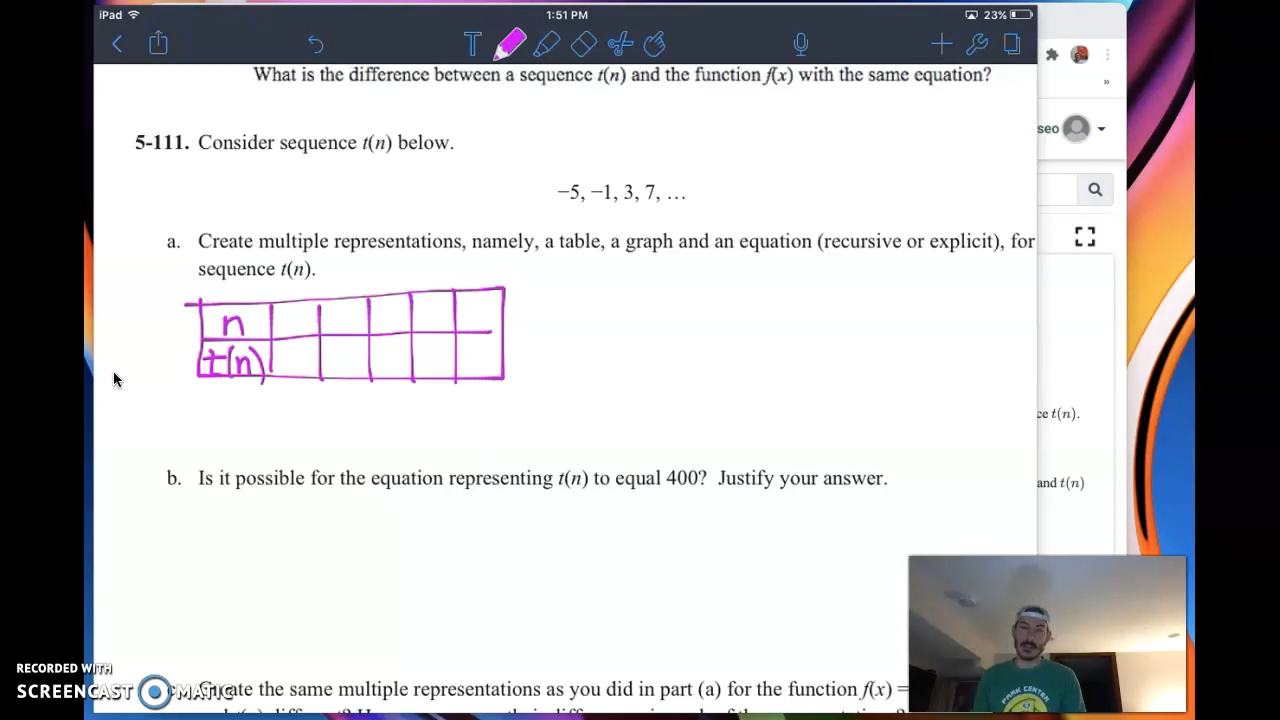 iPad 1:51 PM 23%
T
What is the difference between a sequence t(n) and the function f(x) with the same equation?
5-111. Consider sequence t(n) below.
seo
−5, −1, 3, 7, …
a. Create multiple representations, namely, a table, a graph and an equation (recursive or explicit), for
sequence t(n).
n
t(n)
ce t(n).
b. Is it possible for the equation representing t(n) to equal 400? Justify your answer.
and t(n)
PARK CENTER
RECORDED WITH
SCREENCAST MATIC
Create the same multiple representations as you did in part (a) for the function f(x) =